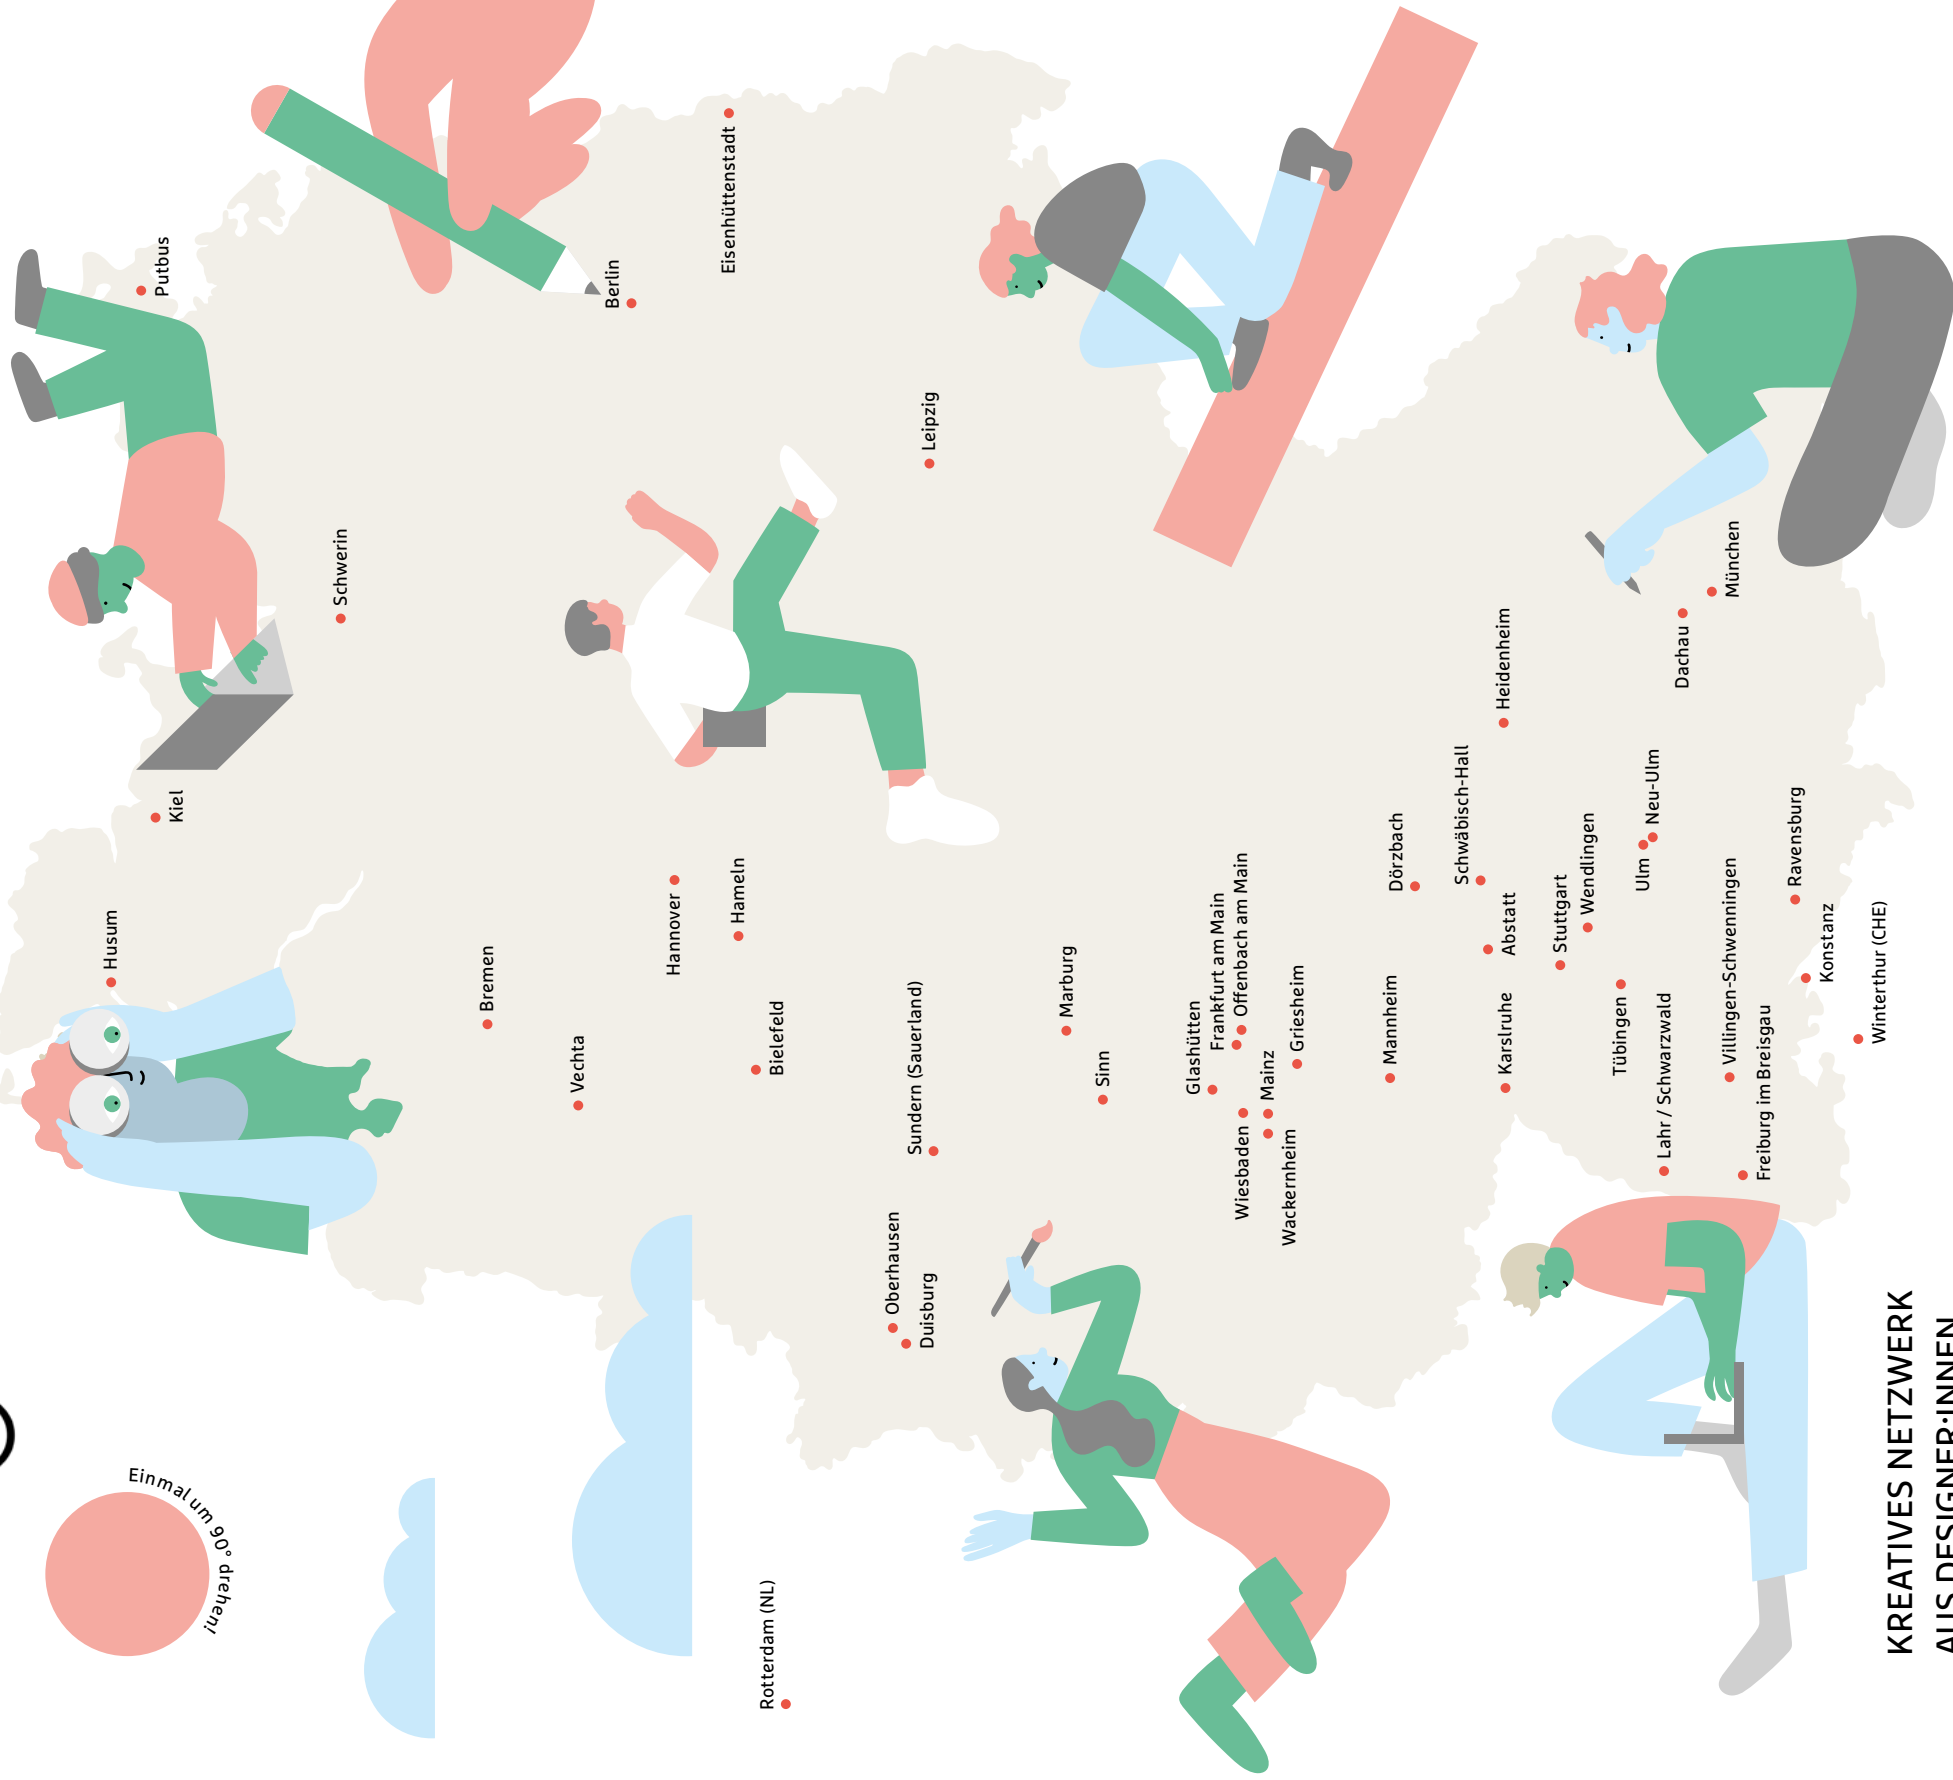 Einmal um 90° drehen!
Husum
Kiel
Putbus
Schwerin
Bremen
Vechta
Berlin
Eisenhüttenstadt
Hannover
Hameln
Bielefeld
Rotterdam (NL)
Oberhausen
Duisburg
Sundern (Sauerland)
Leipzig
Marburg
Sinn
Glashütten
Frankfurt am Main
Offenbach am Main
Wiesbaden
Mainz
Wackernheim
Griesheim
Mannheim
Dörzbach
Schwäbisch-Hall
Heidenheim
Abstatt
Karlsruhe
Stuttgart
Wendlingen
Tübingen
Ulm
Neu-Ulm
Lahr / Schwarzwald
Dachau
München
Villingen-Schwenningen
Freiburg im Breisgau
Ravensburg
Konstanz
Winterthur (CHE)
KREATIVES NETZWERK
AUS DESIGNER·INNEN